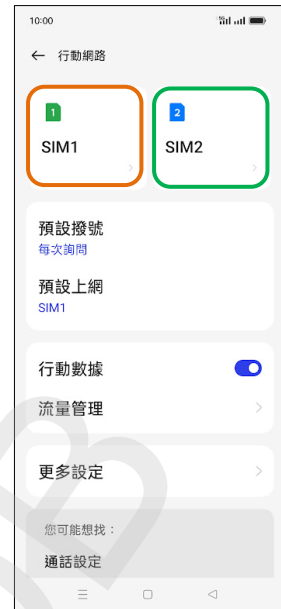 10:00
← 行動網路
1
2
SIM1
SIM2
預設撥號
每次詢問
預設上網
SIM1
行動數據
流量管理
更多設定
您可能想找：
通話設定